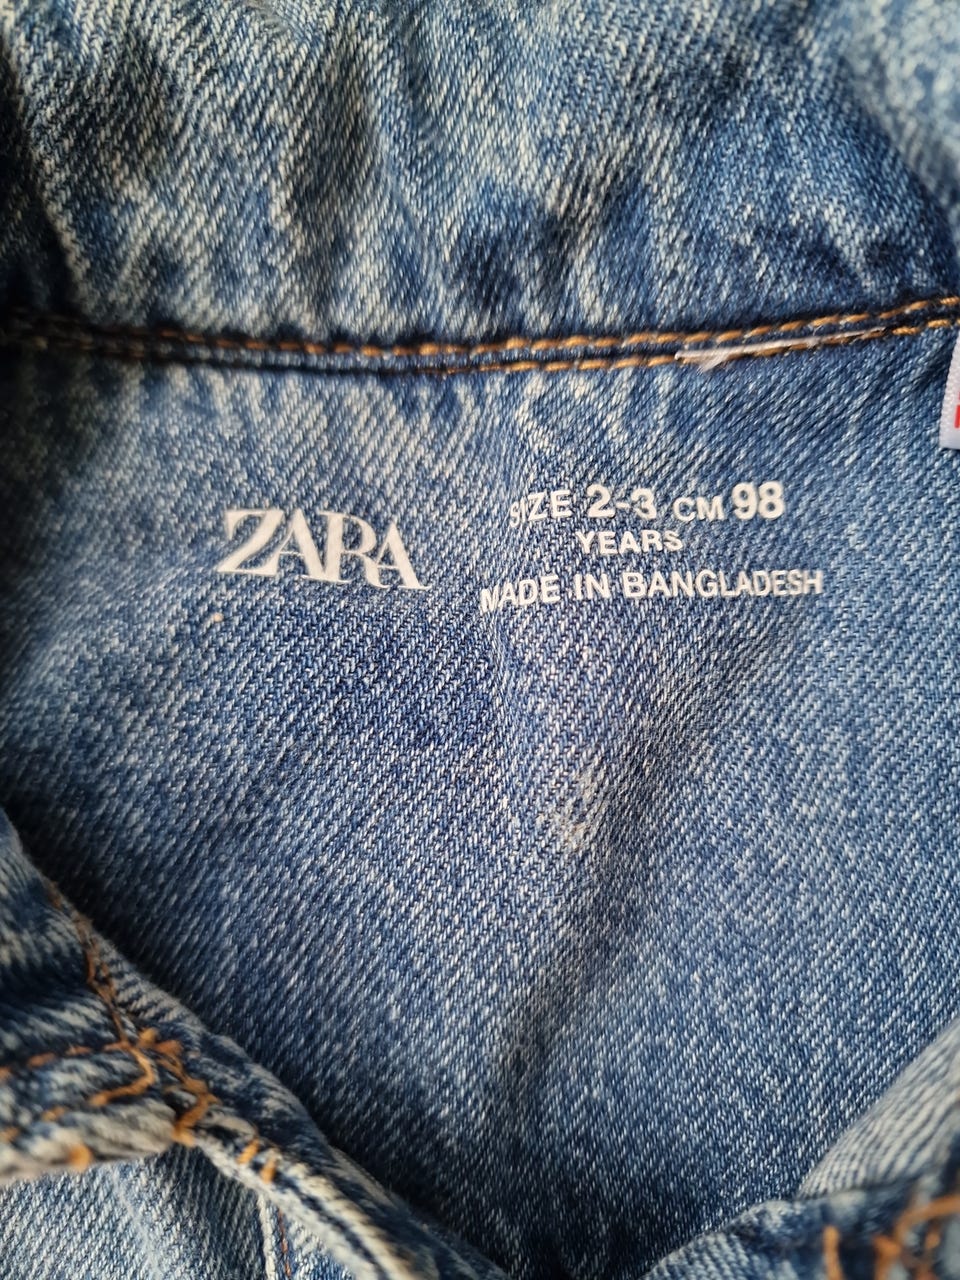 ZARA
SIZE 2-3 CM 98
YEARS
MADE IN BANGLADESH